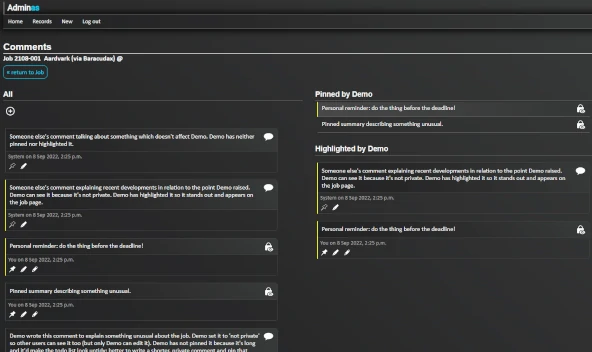 Adminas
Home Records New Log out
Comments
Job 2108-001 Aardvark (via Baracudax) @
« return to Job
All
Someone else's comment talking about something which doesn't affect Demo. Demo has neither
pinned nor highlighted it.
System on 8 Sep 2022, 2:25 p.m.
Someone else's comment explaining recent developments in relation to the point Demo raised.
Demo can see it because it's not private. Demo has highlighted it so it stands out and appears on
the job page.
System on 8 Sep 2022, 2:25 p.m.
Personal reminder: do the thing before the deadline!
You on 8 Sep 2022, 2:25 p.m.
Pinned summary describing something unusual.
You on 8 Sep 2022, 2:25 p.m.
Demo wrote this comment to explain something unusual about the job. Demo set it to 'not private'
so other users can see it too (but only Demo can edit it). Demo has not pinned it because it's long
and it'd make the todo list look untidy; better to write a shorter, private comment and pin that
Pinned by Demo
Personal reminder: do the thing before the deadline!
Pinned summary describing something unusual.
Highlighted by Demo
Someone else's comment explaining recent developments in relation to the point Demo raised.
Demo can see it because it's not private. Demo has highlighted it so it stands out and appears on
the job page.
System on 8 Sep 2022, 2:25 p.m.
Personal reminder: do the thing before the deadline!
You on 8 Sep 2022, 2:25 p.m.